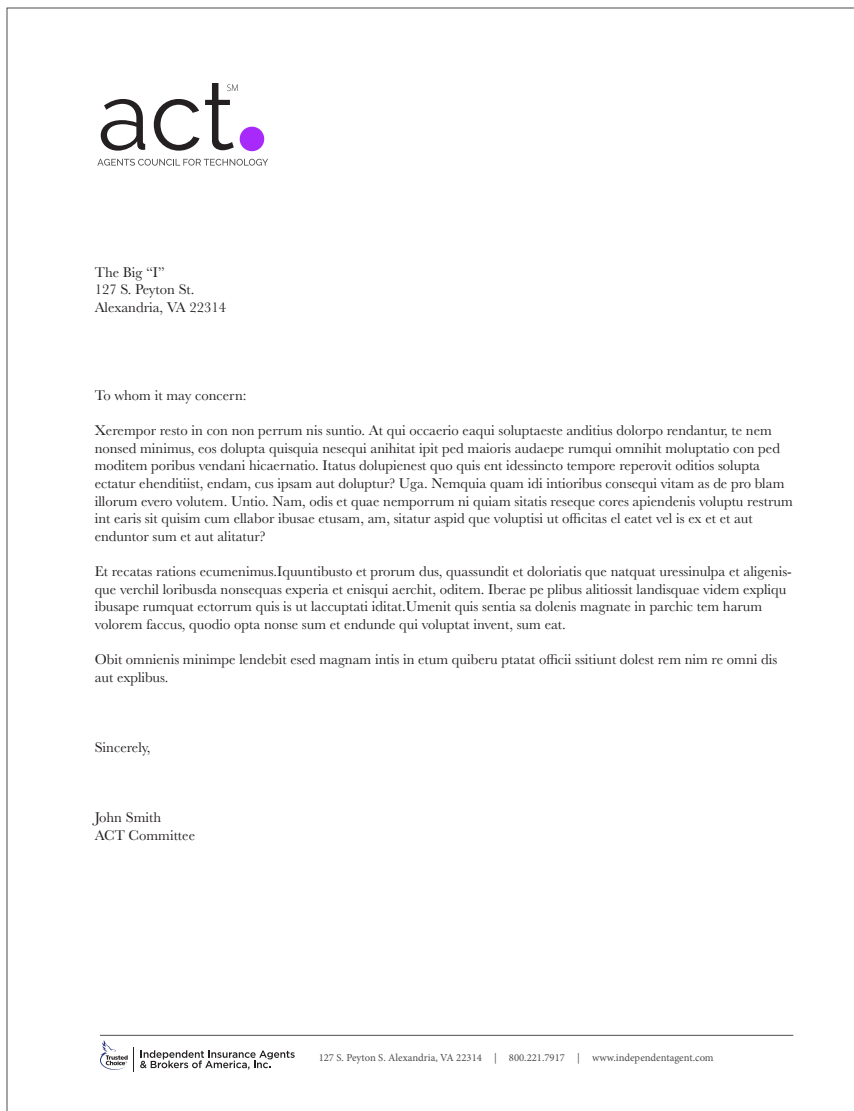 act.℠
AGENTS COUNCIL FOR TECHNOLOGY
The Big “I”
127 S. Peyton St.
Alexandria, VA 22314
To whom it may concern:
Xerempor resto in con non perrum nis suntio. At qui occaerio eaqui soluptaeste anditius dolorpo rendantur, te nem
nonsed minimus, eos dolupta quisquia nesequi anihitat ipit ped maioris audaepe rumqui omnihit moluptatio con ped
moditem poribus vendani hicaernatio. Itatus dolupienest quo quis ent idessincto tempore reperovit oditios solupta
ectatur ehenditiist, endam, cus ipsam aut doluptur? Uga. Nemquia quam idi intioribus consequi vitam as de pro blam
illorum evero volutem. Untio. Nam, odis et quae nemporrum ni quiam sitatis reseque cores apiendenis voluptu restrum
int earis sit quisim cum ellabor ibusae etusam, am, sitatur aspid que voluptisi ut officitas el eatet vel is ex et et aut
enduntor sum et aut alitatur?
Et recatas rations ecumenimus.Iquuntibusto et prorum dus, quassundit et doloriatis que natquat uressinulpa et aligenis-
que verchil loribusda nonsequas experia et enisqui aerchit, oditem. Iberae pe plibus alitiossit landisquae videm expliqu
ibusape rumquat ectorrum quis is ut laccuptati iditat.Umenit quis sentia sa dolenis magnate in parchic tem harum
volorem faccus, quodio opta nonse sum et endunde qui voluptat invent, sum eat.
Obit omnienis minimpe lendebit esed magnam intis in etum quiberu ptatat officii ssitiunt dolest rem nim re omni dis
aut explibus.
Sincerely,
John Smith
ACT Committee
Trusted
Choice
Independent Insurance Agents
& Brokers of America, Inc.
127 S. Peyton S. Alexandria, VA 22314 | 800.221.7917 | www.independentagent.com